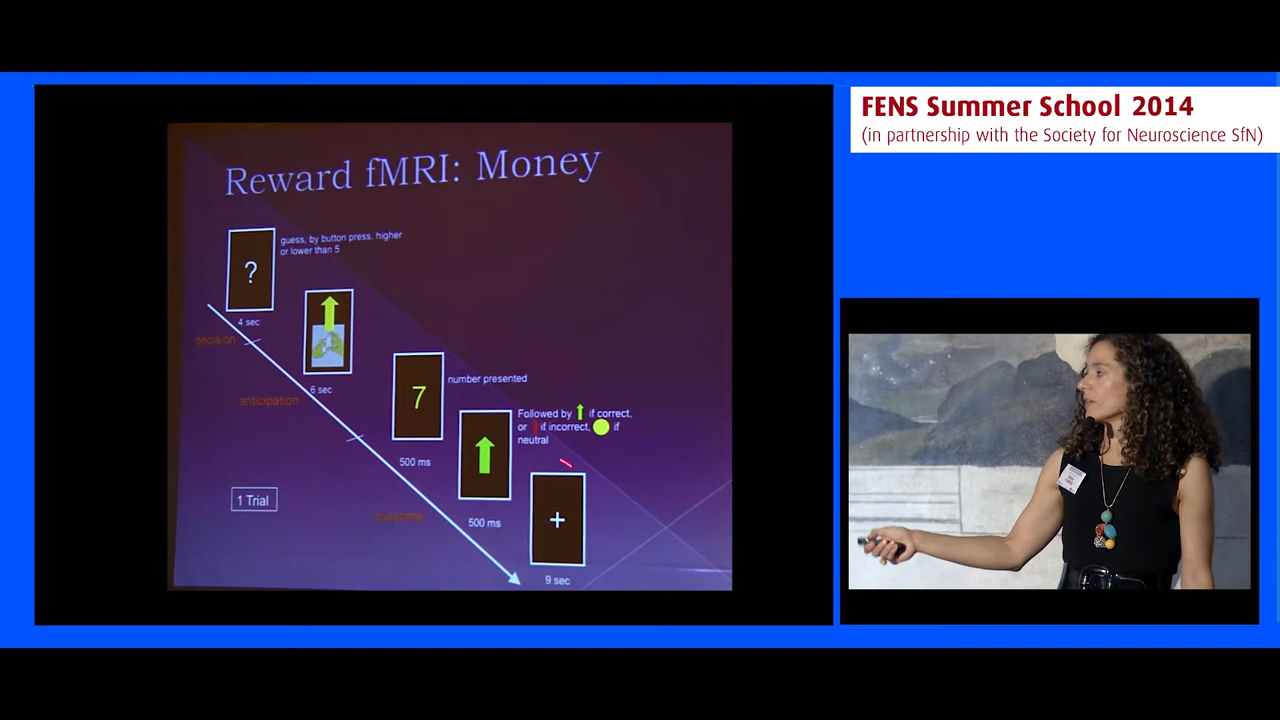 FENS Summer School 2014
(in partnership with the Society for Neuroscience SfN)
Reward fMRI: Money
guess, by button press, higher
or lower than 5
?
4 sec
decision
6 sec
anticipation
7
number presented
500 ms
Followed by if correct,
or if incorrect, if
neutral
1 Trial
outcome
500 ms
+
9 sec